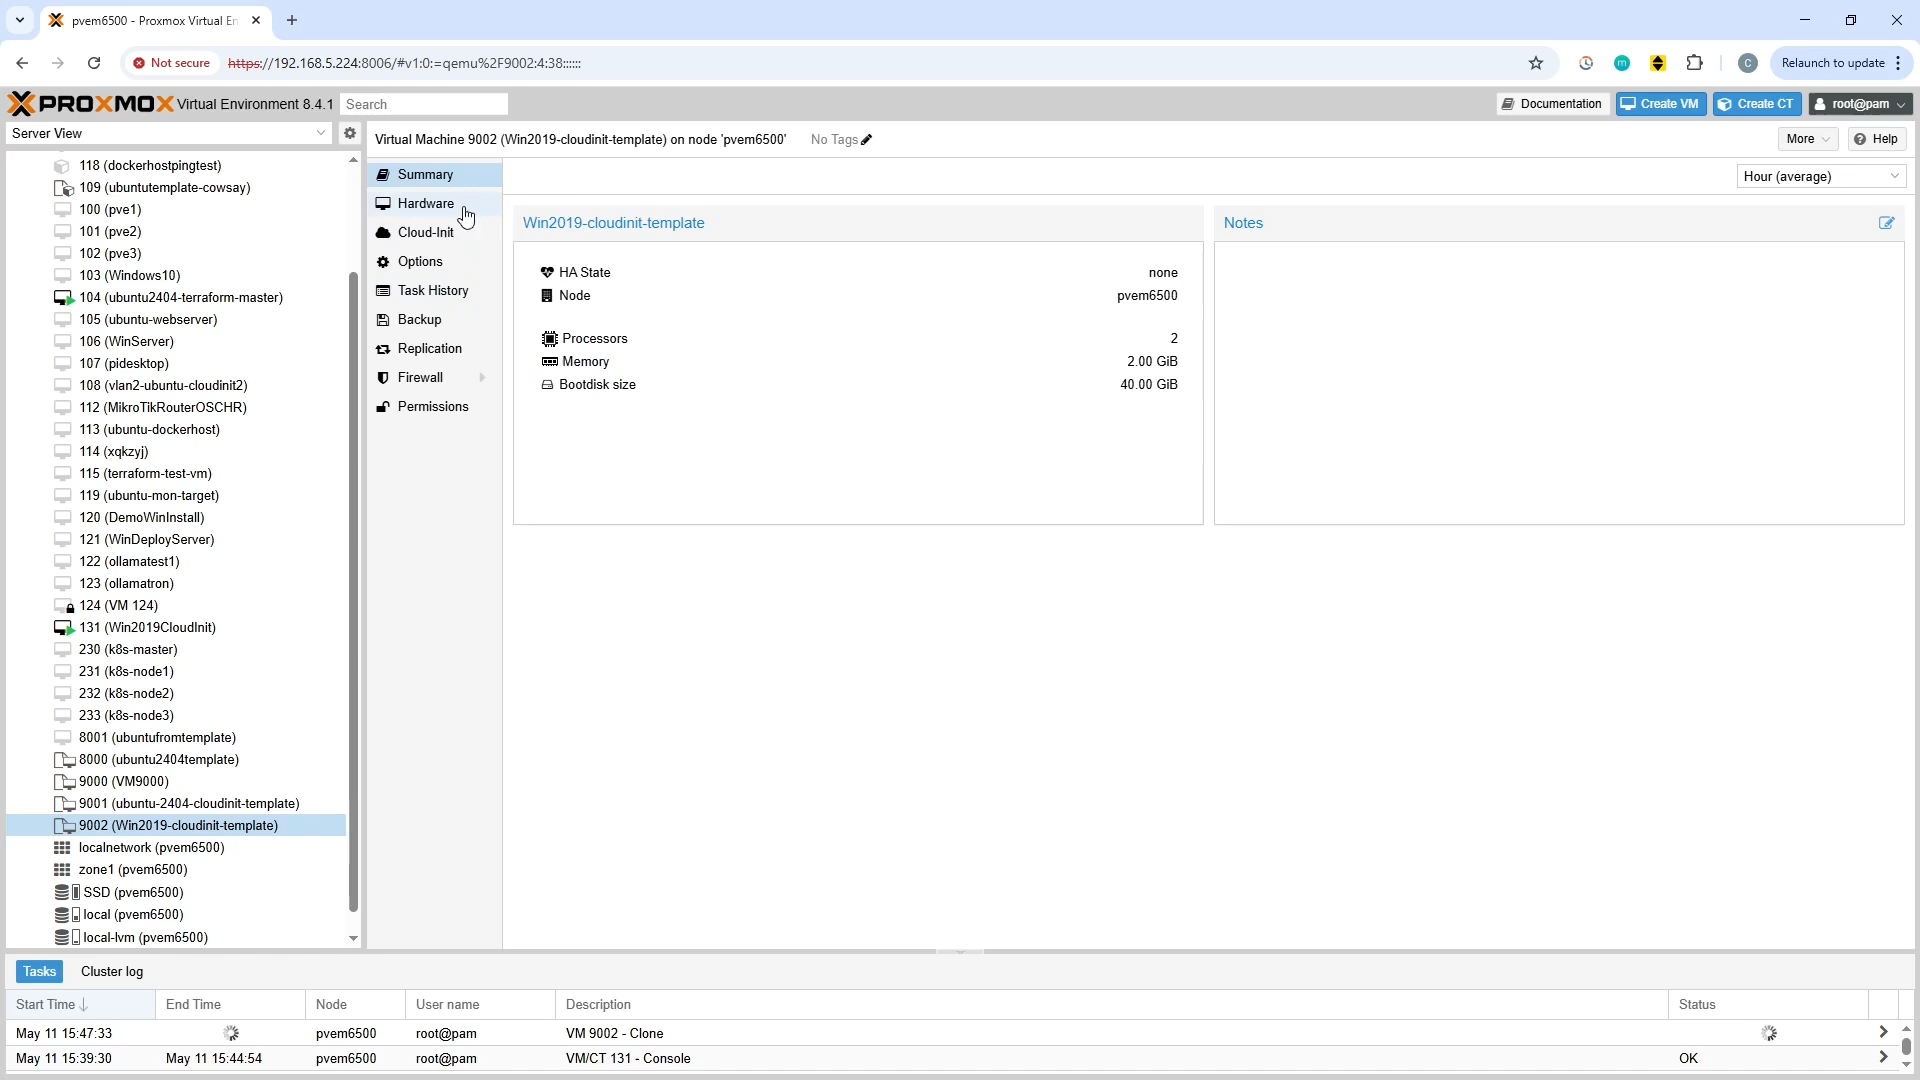 pvem6500 - Proxmox Virtual En
Not secure
https://192.168.5.224:8006/#v1:0:=qemu%2F9002:4:38::::::
C
Relaunch to update
PROXMOX Virtual Environment 8.4.1
Search
Documentation
Create VM
Create CT
root@pam
Server View
Virtual Machine 9002 (Win2019-cloudinit-template) on node 'pvem6500'
No Tags
More
Help
118 (dockerhostpingtest)
109 (ubuntutemplate-cowsay)
100 (pve1)
101 (pve2)
102 (pve3)
103 (Windows10)
104 (ubuntu2404-terraform-master)
105 (ubuntu-webserver)
106 (WinServer)
107 (pidesktop)
108 (vlan2-ubuntu-cloudinit2)
112 (MikroTikRouterOSCHR)
113 (ubuntu-dockerhost)
114 (xqkzyj)
115 (terraform-test-vm)
119 (ubuntu-mon-target)
120 (DemoWinInstall)
121 (WinDeployServer)
122 (ollamatest1)
123 (ollamatron)
124 (VM 124)
131 (Win2019CloudInit)
230 (k8s-master)
231 (k8s-node1)
232 (k8s-node2)
233 (k8s-node3)
8001 (ubuntufromtemplate)
8000 (ubuntu2404template)
9000 (VM9000)
9001 (ubuntu-2404-cloudinit-template)
9002 (Win2019-cloudinit-template)
localnetwork (pvem6500)
zone1 (pvem6500)
SSD (pvem6500)
local (pvem6500)
local-lvm (pvem6500)
Summary
Hardware
Cloud-Init
Options
Task History
Backup
Replication
Firewall
Permissions
Hour (average)
Win2019-cloudinit-template
HA State none
Node pvem6500
Processors 2
Memory 2.00 GiB
Bootdisk size 40.00 GiB
Notes
Tasks
Cluster log
Start Time End Time Node User name Description Status
May 11 15:47:33 pvem6500 root@pam VM 9002 - Clone
May 11 15:39:30 May 11 15:44:54 pvem6500 root@pam VM/CT 131 - Console OK